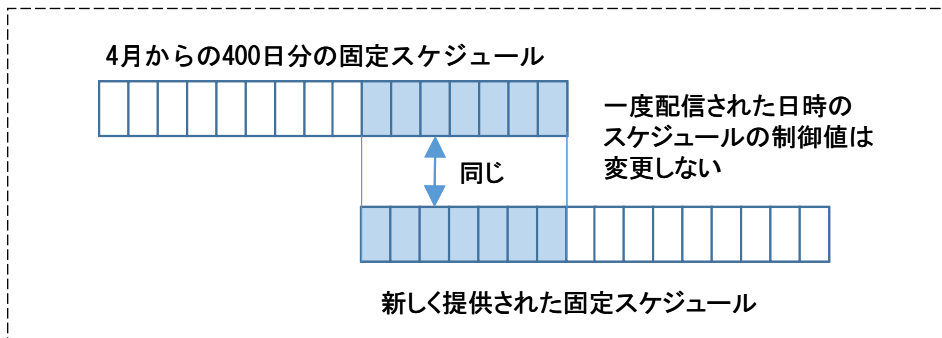 4月からの400日分の固定スケジュール
一度配信された日時の
スケジュールの制御値は
変更しない
同じ
新しく提供された固定スケジュール